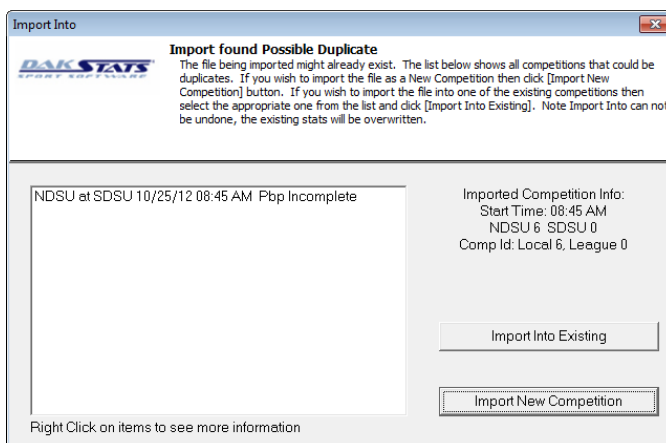 Import Into
DAK STATS
SPORT SOFTWARE
Import found Possible Duplicate
The file being imported might already exist. The list below shows all competitions that could be
duplicates. If you wish to import the file as a New Competition then click [Import New
Competition] button. If you wish to import the file into one of the existing competitions then
select the appropriate one from the list and click [Import Into Existing]. Note Import Into can not
be undone, the existing stats will be overwritten.
NDSU at SDSU 10/25/12 08:45 AM Pbp Incomplete
Imported Competition Info:
Start Time: 08:45 AM
NDSU 6 SDSU 0
Comp Id: Local 6, League 0
Import Into Existing
Import New Competition
Right Click on items to see more information